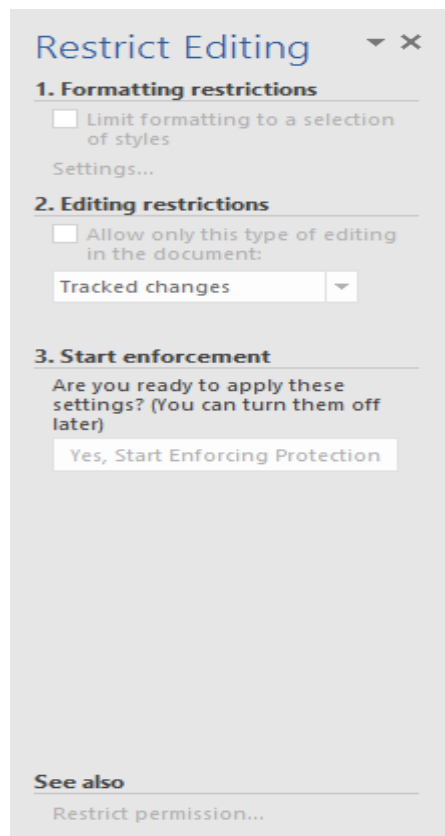 Restrict Editing
1. Formatting restrictions
Limit formatting to a selection
of styles
Settings...
2. Editing restrictions
Allow only this type of editing
in the document:
Tracked changes
3. Start enforcement
Are you ready to apply these
settings? (You can turn them off
later)
Yes, Start Enforcing Protection
See also
Restrict permission...